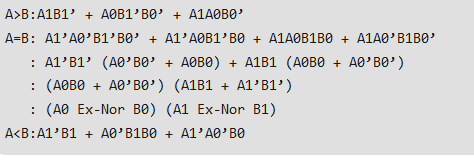 A>B:A1B1’ + A0B1’B0’ + A1A0B0’
A=B: A1’A0’B1’B0’ + A1’A0B1’B0 + A1A0B1B0 + A1A0’B1B0’
: A1’B1’ (A0’B0’ + A0B0) + A1B1 (A0B0 + A0’B0’)
: (A0B0 + A0’B0’) (A1B1 + A1’B1’)
: (A0 Ex-Nor B0) (A1 Ex-Nor B1)
A<B:A1’B1 + A0’B1B0 + A1’A0’B0